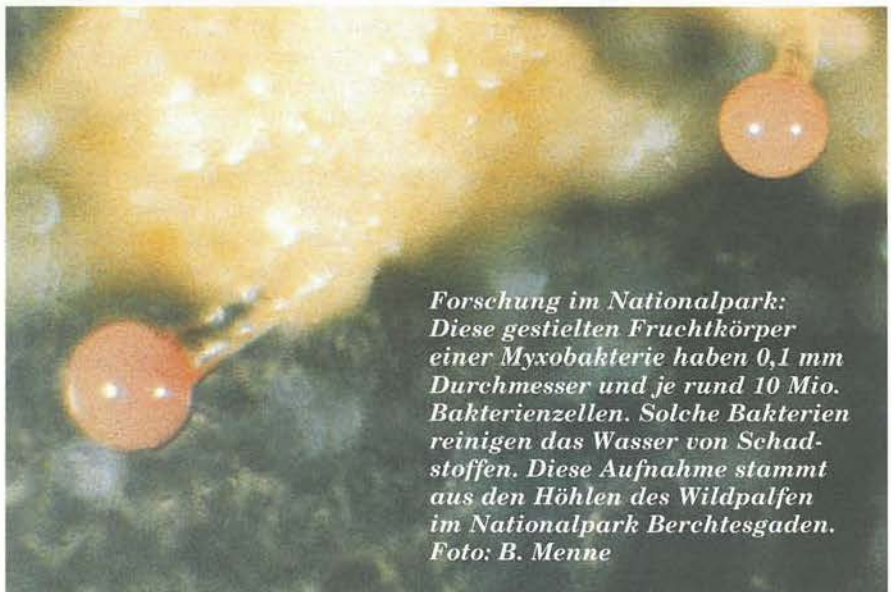 Forschung im Nationalpark:
Diese gestielten Fruchtkörper
einer Myxobakterie haben 0,1 mm
Durchmesser und je rund 10 Mio.
Bakterienzellen. Solche Bakterien
reinigen das Wasser von Schad-
stoffen. Diese Aufnahme stammt
aus den Höhlen des Wildpalfen
im Nationalpark Berchtesgaden.
Foto: B. Menne